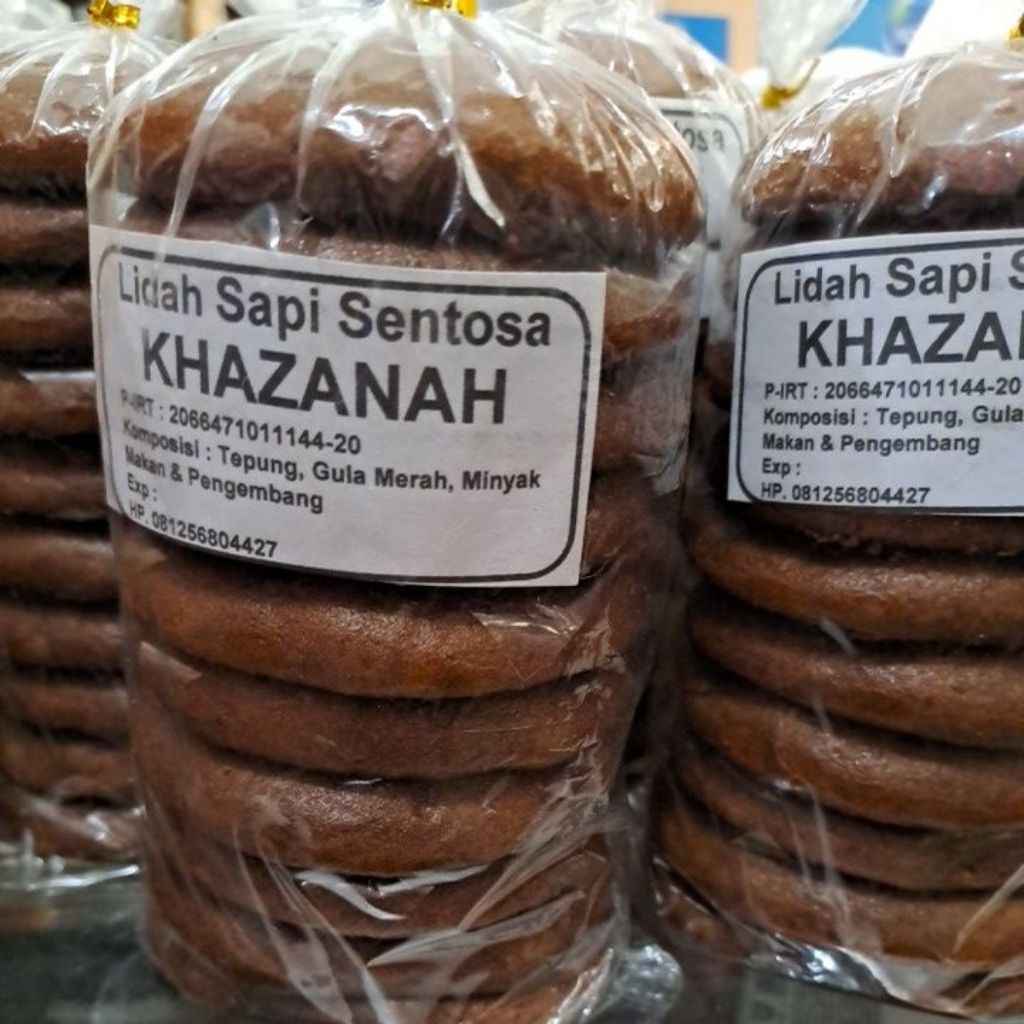 Lidah Sapi Sentosa
KHAZANAH
P-IRT : 2066471011144-20
Komposisi : Tepung, Gula Merah, Minyak
Makan & Pengembang
Exp :
HP. 081256804427
Lidah Sapi S
KHAZA
P-IRT : 2066471011144-20
Komposisi : Tepung, Gula
Makan & Pengembang
Exp :
HP. 081256804427
tosa